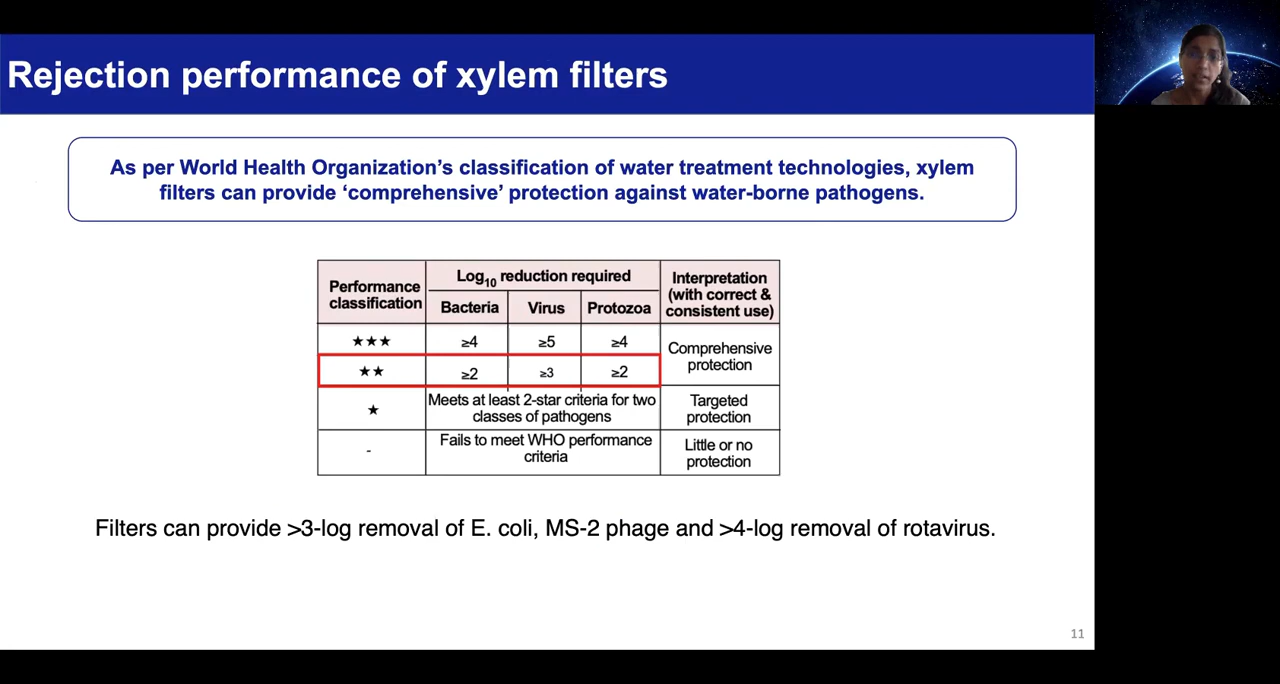 Rejection performance of xylem filters
As per World Health Organization's classification of water treatment technologies, xylem
filters can provide 'comprehensive' protection against water-borne pathogens.
Performance
classification
Log10 reduction required
Interpretation
(with correct &
consistent use)
Bacteria Virus Protozoa
★★★ ≥4 ≥5 ≥4
Comprehensive
protection
★★ ≥2 ≥3 ≥2
★
Meets at least 2-star criteria for two
classes of pathogens
Targeted
protection
-
Fails to meet WHO performance
criteria
Little or no
protection
Filters can provide >3-log removal of E. coli, MS-2 phage and >4-log removal of rotavirus.
11